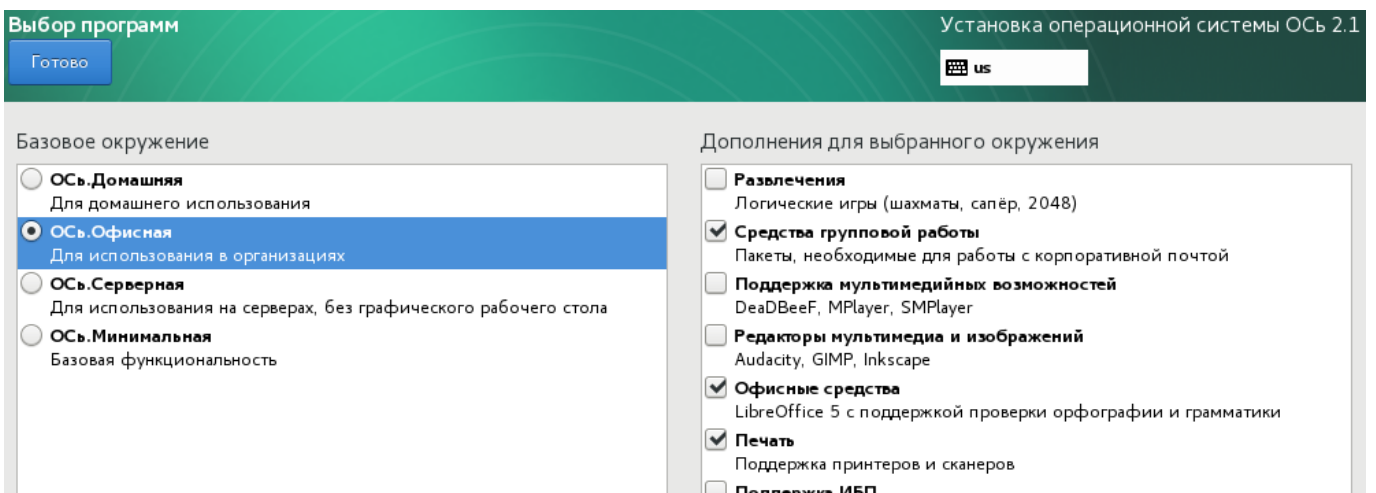 Выбор программ
Установка операционной системы ОСь 2.1
Готово
us
Базовое окружение
ОСь.Домашняя
Для домашнего использования
ОСь.Офисная
Для использования в организациях
ОСь.Серверная
Для использования на серверах, без графического рабочего стола
ОСь.Минимальная
Базовая функциональность
Дополнения для выбранного окружения
Развлечения
Логические игры (шахматы, сапёр, 2048)
Средства групповой работы
Пакеты, необходимые для работы с корпоративной почтой
Поддержка мультимедийных возможностей
DeaDBeeF, MPlayer, SMPlayer
Редакторы мультимедиа и изображений
Audacity, GIMP, Inkscape
Офисные средства
LibreOffice 5 с поддержкой проверки орфографии и грамматики
Печать
Поддержка принтеров и сканеров
Поддержка ИБП